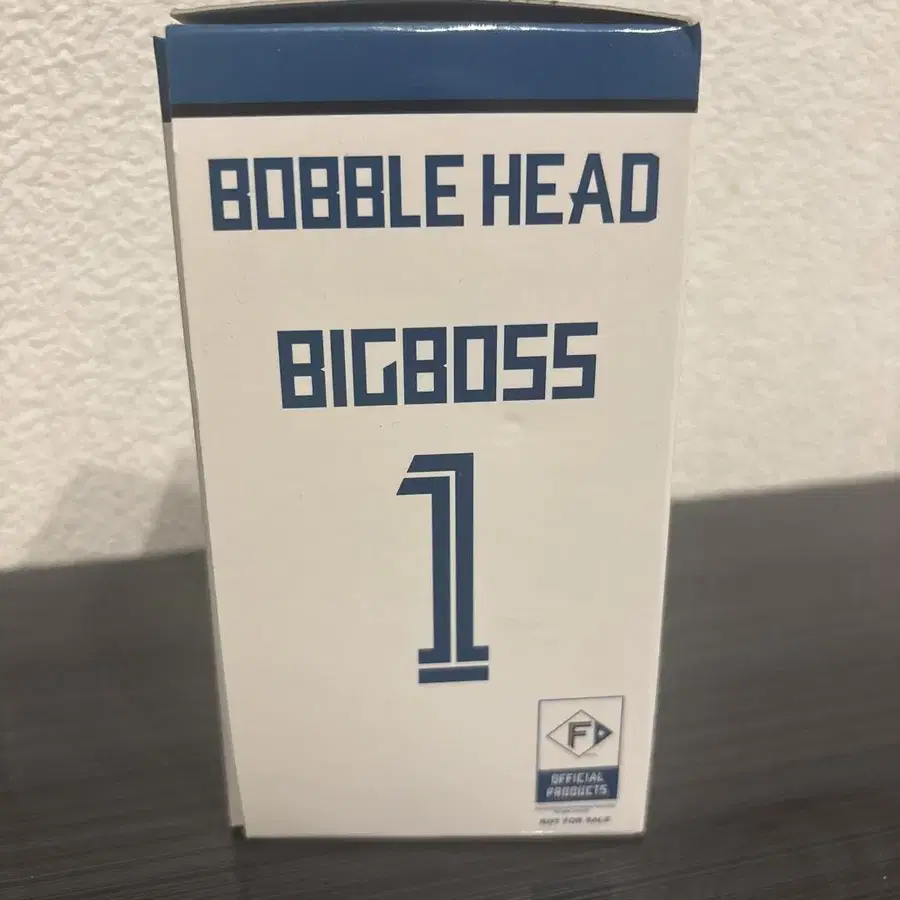 BOBBLE HEAD
BIGBOSS
1
F
OFFICIAL
PRODUCTS
NOT FOR SALE